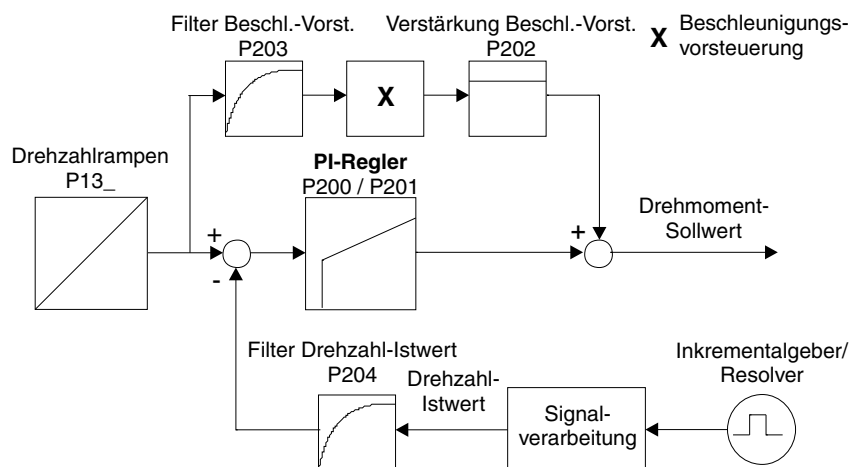 Filter Beschl.-Vorst.
P203
Verstärkung Beschl.-Vorst.
P202
X Beschleunigungs-
vorsteuerung
X
Drehzahlrampen
P13_
PI-Regler
P200 / P201
+
-
+
Drehmoment-
Sollwert
Filter Drehzahl-Istwert
P204
Drehzahl-
Istwert
Signal-
verarbeitung
Inkrementalgeber/
Resolver